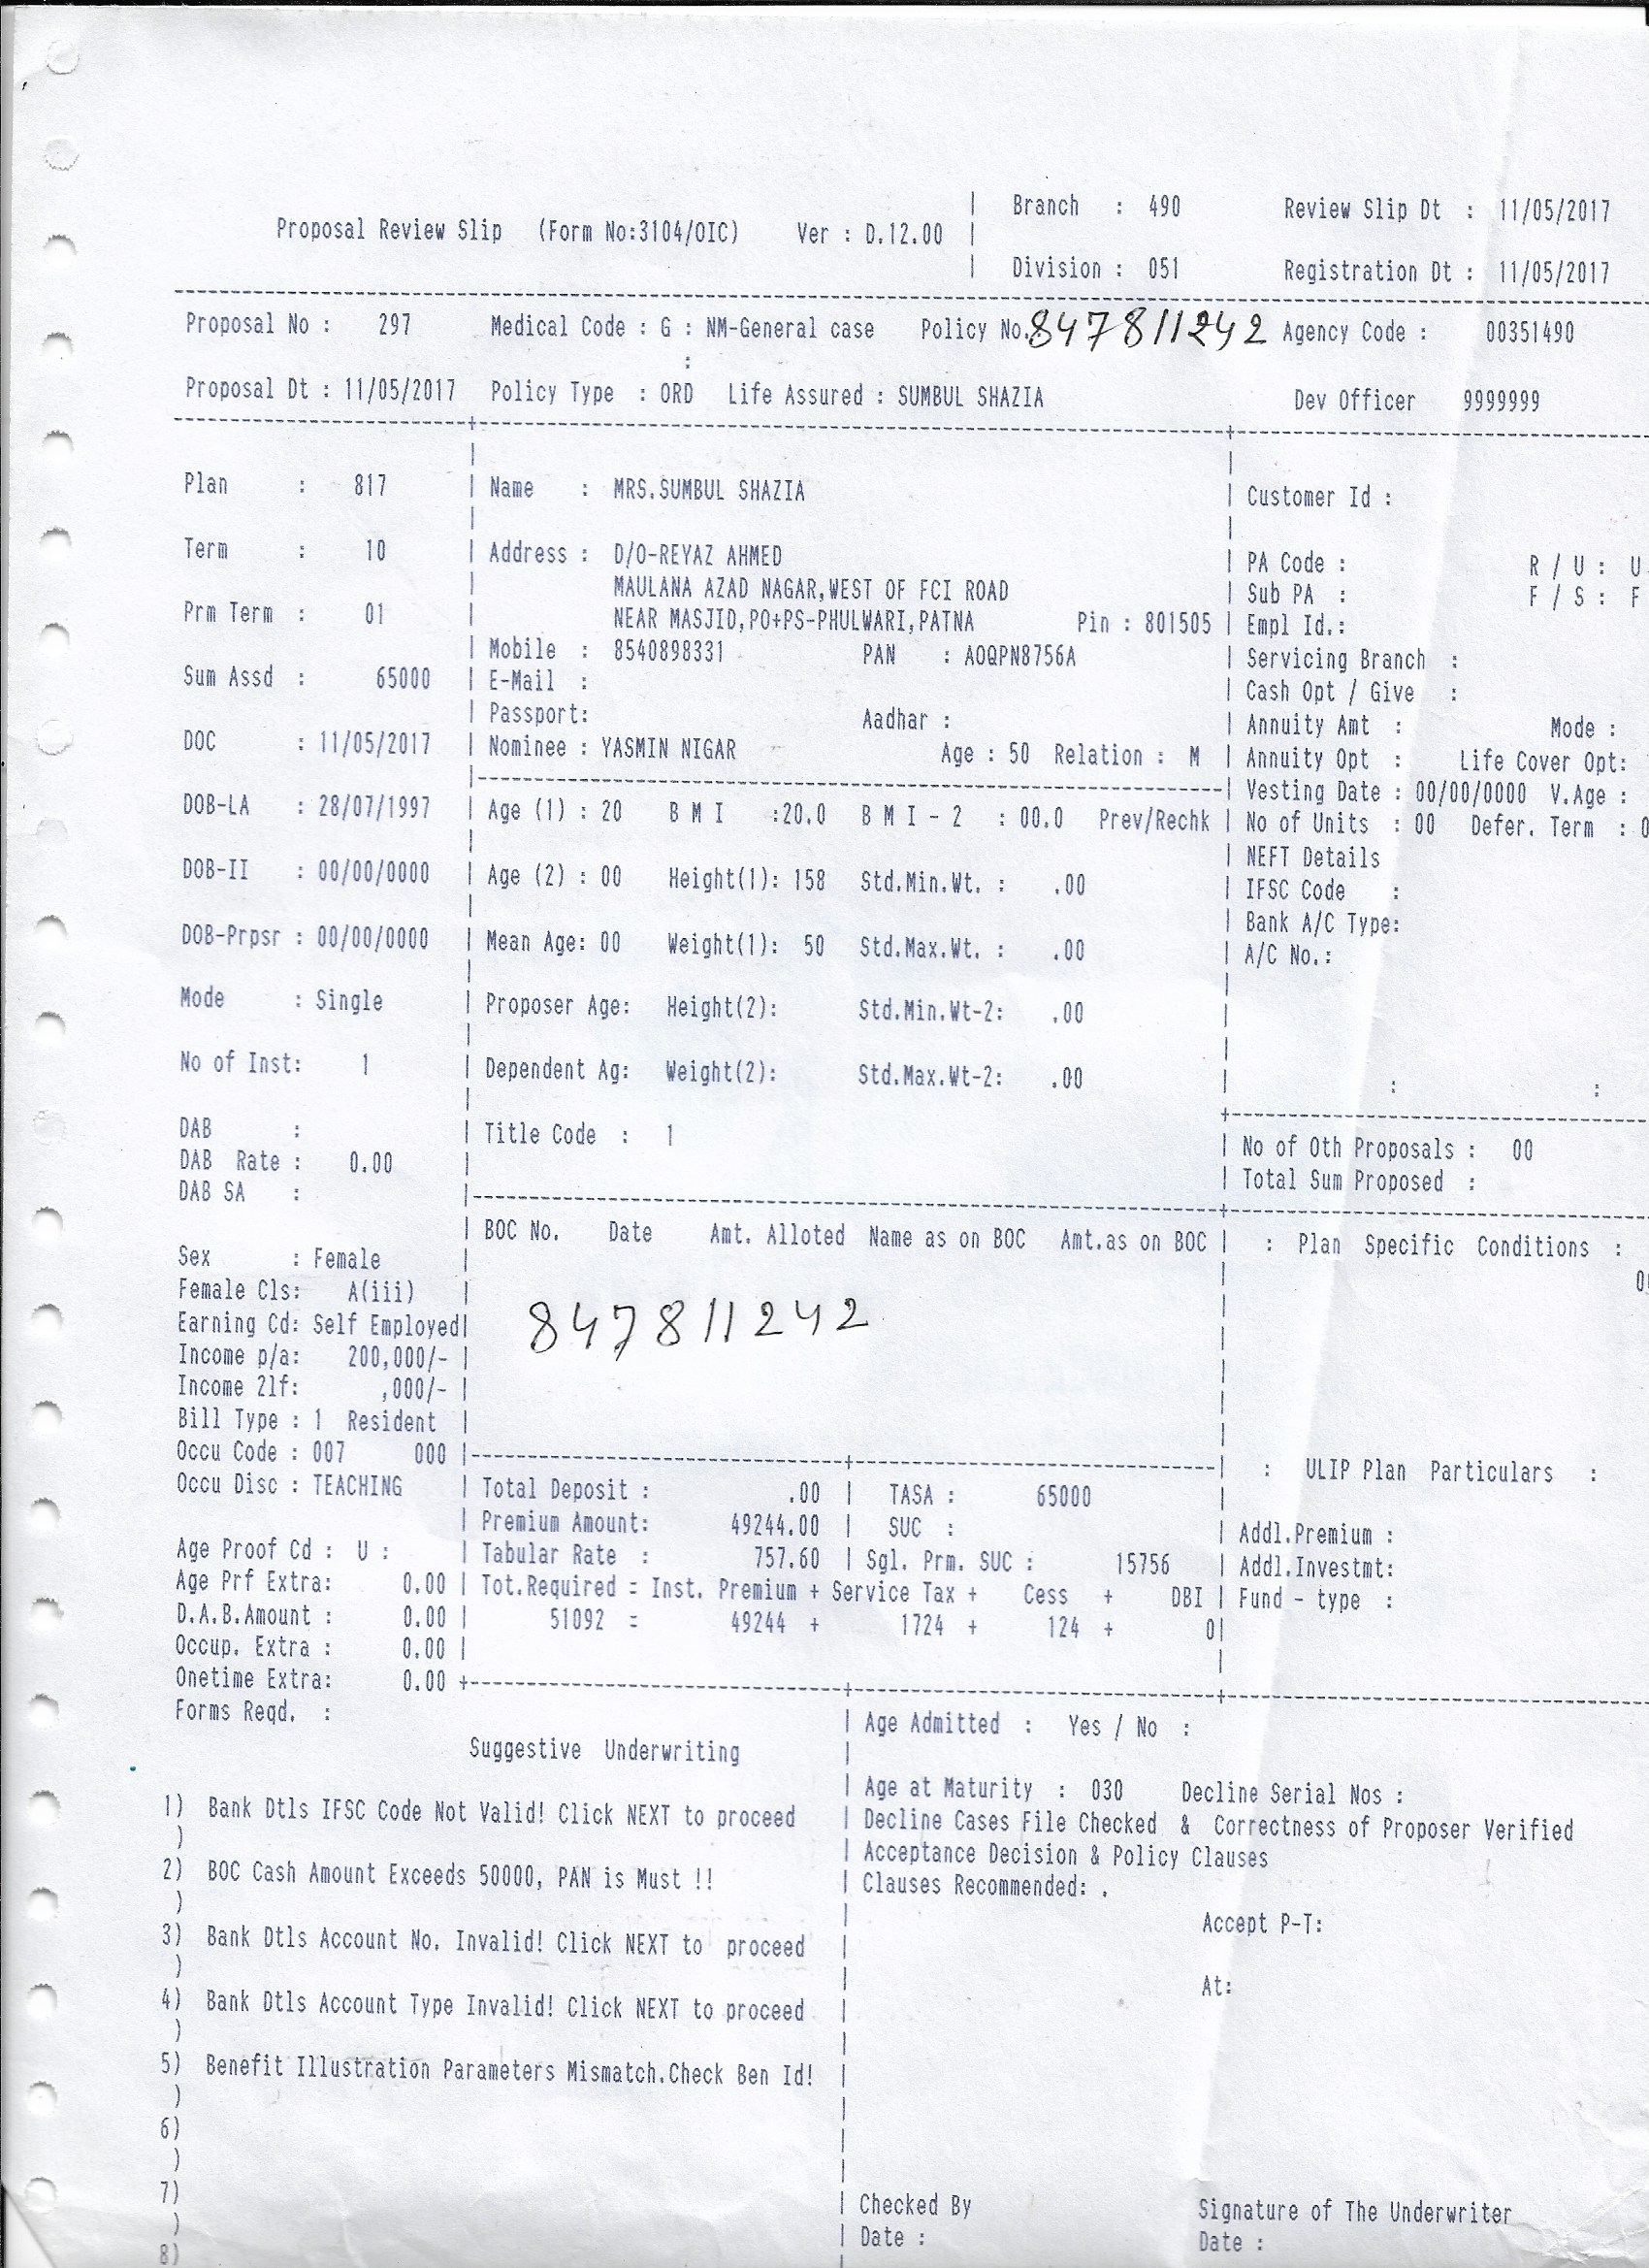 Branch : 490 Review Slip Dt : 11/05/2017
Proposal Review Slip (Form No:3104/OIC) Ver : D.12.00
Division : 051 Registration Dt : 11/05/2017
Proposal No : 297 Medical Code : G : NM-General case Policy No. 847811242 Agency Code : 00351490
:
Proposal Dt : 11/05/2017 Policy Type : ORD Life Assured : SUMBUL SHAZIA Dev Officer 9999999
Plan : 817
Term : 10
Prm Term : 01
Sum Assd : 65000
DOC : 11/05/2017
DOB-LA : 28/07/1997
DOB-II : 00/00/0000
DOB-Prpsr : 00/00/0000
Mode : Single
No of Inst: 1
DAB :
DAB Rate : 0.00
DAB SA :
Sex : Female
Female Cls: A(iii)
Earning Cd: Self Employed
Income p/a: 200,000/-
Income 2lf: ,000/-
Bill Type : 1 Resident
Occu Code : 007 000
Occu Disc : TEACHING
Age Proof Cd : U :
Age Prf Extra: 0.00
D.A.B.Amount : 0.00
Occup. Extra : 0.00
Onetime Extra: 0.00
Forms Reqd. :
Name : MRS.SUMBUL SHAZIA
Address : D/O-REYAZ AHMED
MAULANA AZAD NAGAR,WEST OF FCI ROAD
NEAR MASJID,PO+PS-PHULWARI,PATNA Pin : 801505
Mobile : 8540898331 PAN : AOQPN8756A
E-Mail :
Passport: Aadhar :
Nominee : YASMIN NIGAR Age : 50 Relation : M
Age (1) : 20 B M I :20.0 B M I - 2 : 00.0 Prev/Rechk
Age (2) : 00 Height(1): 158 Std.Min.Wt. : .00
Mean Age: 00 Weight(1): 50 Std.Max.Wt. : .00
Proposer Age: Height(2): Std.Min.Wt-2: .00
Dependent Ag: Weight(2): Std.Max.Wt-2: .00
Title Code : 1
BOC No. Date Amt. Alloted Name as on BOC Amt.as on BOC
847811242
Total Deposit : .00 TASA : 65000
Premium Amount: 49244.00 SUC :
Tabular Rate : 757.60 Sgl. Prm. SUC : 15756
Tot.Required = Inst. Premium + Service Tax + Cess + DBI
51092 = 49244 + 1724 + 124 + 0
Customer Id :
PA Code : R / U : U
Sub PA : F / S : F
Empl Id.:
Servicing Branch :
Cash Opt / Give :
Annuity Amt : Mode :
Annuity Opt : Life Cover Opt:
Vesting Date : 00/00/0000 V.Age :
No of Units : 00 Defer. Term : 0
NEFT Details
IFSC Code :
Bank A/C Type:
A/C No.:
: :
No of Oth Proposals : 00
Total Sum Proposed :
: Plan Specific Conditions :
: ULIP Plan Particulars :
Addl.Premium :
Addl.Investmt:
Fund - type :
Suggestive Underwriting
1) Bank Dtls IFSC Code Not Valid! Click NEXT to proceed
)
2) BOC Cash Amount Exceeds 50000, PAN is Must !!
)
3) Bank Dtls Account No. Invalid! Click NEXT to proceed
)
4) Bank Dtls Account Type Invalid! Click NEXT to proceed
)
5) Benefit Illustration Parameters Mismatch.Check Ben Id!
)
6)
)
7)
)
8)
Age Admitted : Yes / No :
Age at Maturity : 030 Decline Serial Nos :
Decline Cases File Checked & Correctness of Proposer Verified
Acceptance Decision & Policy Clauses
Clauses Recommended: .
Accept P-T:
At:
Checked By Signature of The Underwriter
Date : Date :